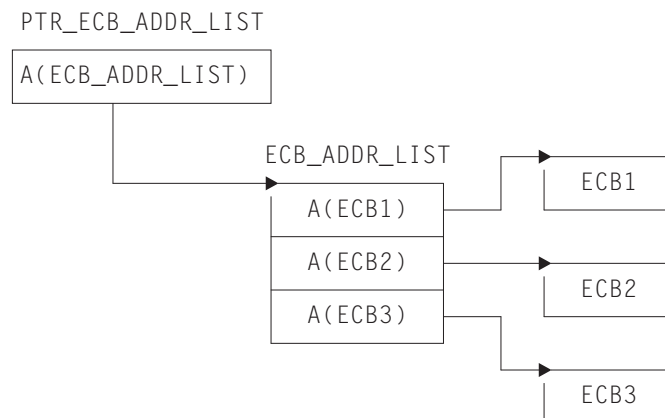 PTR_ECB_ADDR_LIST
A(ECB_ADDR_LIST)
ECB_ADDR_LIST
A(ECB1)
A(ECB2)
A(ECB3)
ECB1
ECB2
ECB3